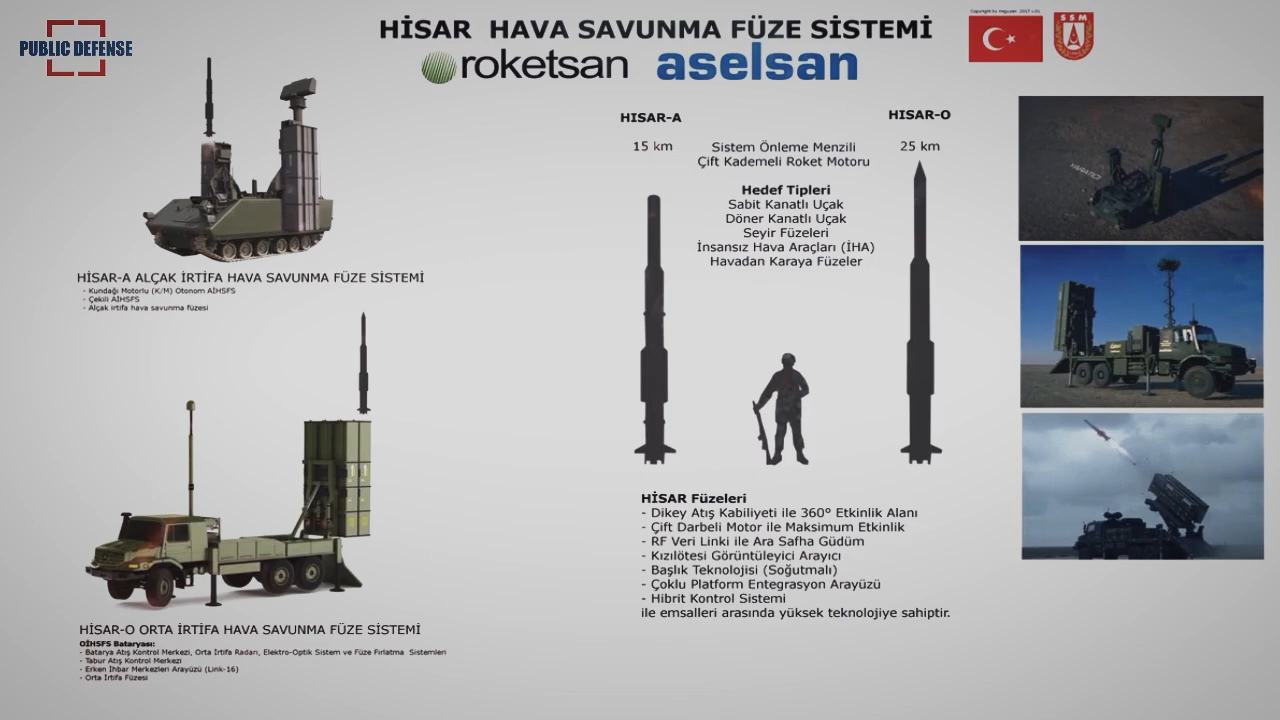 PUBLIC DEFENSE
HİSAR HAVA SAVUNMA FÜZE SİSTEMİ
roketsan aselsan
Copyright by Heguzen 2017 v.01
SSM
HISAR-A
HISAR-O
15 km
25 km
Sistem Önleme Menzili
Çift Kademeli Roket Motoru
Hedef Tipleri
Sabit Kanatlı Uçak
Döner Kanatlı Uçak
Seyir Füzeleri
İnsansız Hava Araçları (İHA)
Havadan Karaya Füzeler
HİSAR-A ALÇAK İRTİFA HAVA SAVUNMA FÜZE SİSTEMİ
- Kundağı Motorlu (K/M) Otonom AİHSFS
- Çekili AİHSFS
- Alçak irtifa hava savunma füzesi
HİSAR Füzeleri
- Dikey Atış Kabiliyeti ile 360° Etkinlik Alanı
- Çift Darbeli Motor ile Maksimum Etkinlik
- RF Veri Linki ile Ara Safha Güdüm
- Kızılötesi Görüntüleyici Arayıcı
- Başlık Teknolojisi (Soğutmalı)
- Çoklu Platform Entegrasyon Arayüzü
- Hibrit Kontrol Sistemi
ile emsalleri arasında yüksek teknolojiye sahiptir.
HİSAR-O ORTA İRTİFA HAVA SAVUNMA FÜZE SİSTEMİ
OİHSFS Bataryası:
- Batarya Atış Kontrol Merkezi, Orta İrtifa Radarı, Elektro-Optik Sistem ve Füze Fırlatma Sistemleri
- Tabur Atış Kontrol Merkezi
- Erken İhbar Merkezleri Arayüzü (Link-16)
- Orta İrtifa Füzesi